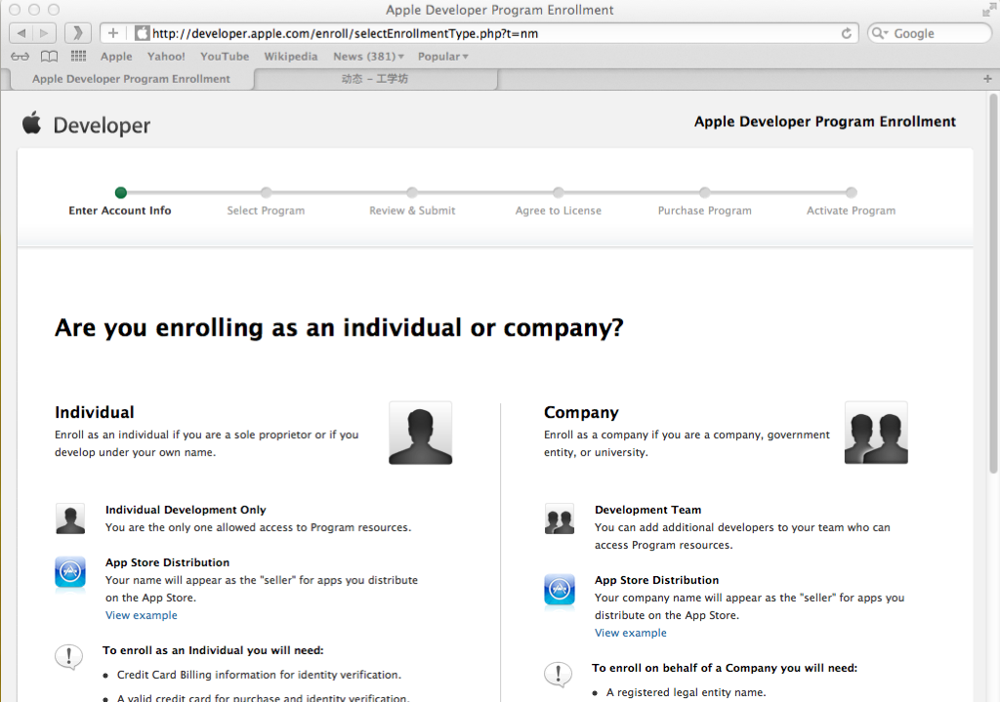 Apple Developer Program Enrollment
http://developer.apple.com/enroll/selectEnrollmentType.php?t=nm
Google
Apple Yahoo! YouTube Wikipedia News (381) Popular
Apple Developer Program Enrollment
动态 - 工学坊
Developer
Apple Developer Program Enrollment
Enter Account Info
Select Program
Review & Submit
Agree to License
Purchase Program
Activate Program
Are you enrolling as an individual or company?
Individual
Enroll as an individual if you are a sole proprietor or if you
develop under your own name.
Individual Development Only
You are the only one allowed access to Program resources.
App Store Distribution
Your name will appear as the "seller" for apps you distribute
on the App Store.
View example
To enroll as an Individual you will need:
• Credit Card Billing information for identity verification.
• A valid credit card for purchase and identity verification.
Company
Enroll as a company if you are a company, government
entity, or university.
Development Team
You can add additional developers to your team who can
access Program resources.
App Store Distribution
Your company name will appear as the "seller" for apps you
distribute on the App Store.
View example
To enroll on behalf of a Company you will need:
• A registered legal entity name.